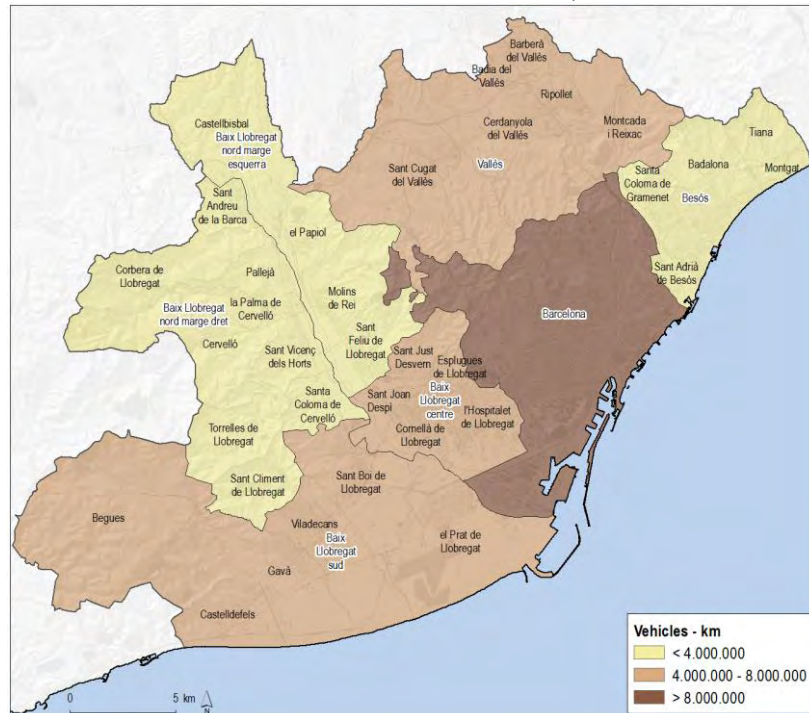 Barberà
del Vallès
Badia del
Vallès
Ripollet
Castellbisbal
Baix Llobregat
nord marge
esquerra
Cerdanyola
del Vallès
Montcada
i Reixac
Tiana
Sant Cugat
del Vallès
Vallès
Badalona
Montgat
Santa
Coloma de
Gramenet
Besós
Sant
Andreu
de la Barca
el Papiol
Corbera de
Llobregat
Pallejà
Sant Adrià
de Besòs
la Palma de
Cervelló
Molins
de Rei
Baix Llobregat
nord marge dret
Barcelona
Cervelló
Sant Vicenç
dels Horts
Sant
Feliu de
Llobregat
Sant Just
Desvern
Esplugues
de Llobregat
Santa
Coloma de
Cervelló
Sant Joan
Despí
Baix
Llobregat
centre
l'Hospitalet
de Llobregat
Torrelles de
Llobregat
Cornellà de
Llobregat
Sant Climent
de Llobregat
Sant Boi de
Llobregat
Begues
Viladecans
Baix
Llobregat
sud
el Prat de
Llobregat
Gavà
Castelldefels
Vehicles - km
< 4.000.000
4.000.000 - 8.000.000
> 8.000.000
0 5 km
N